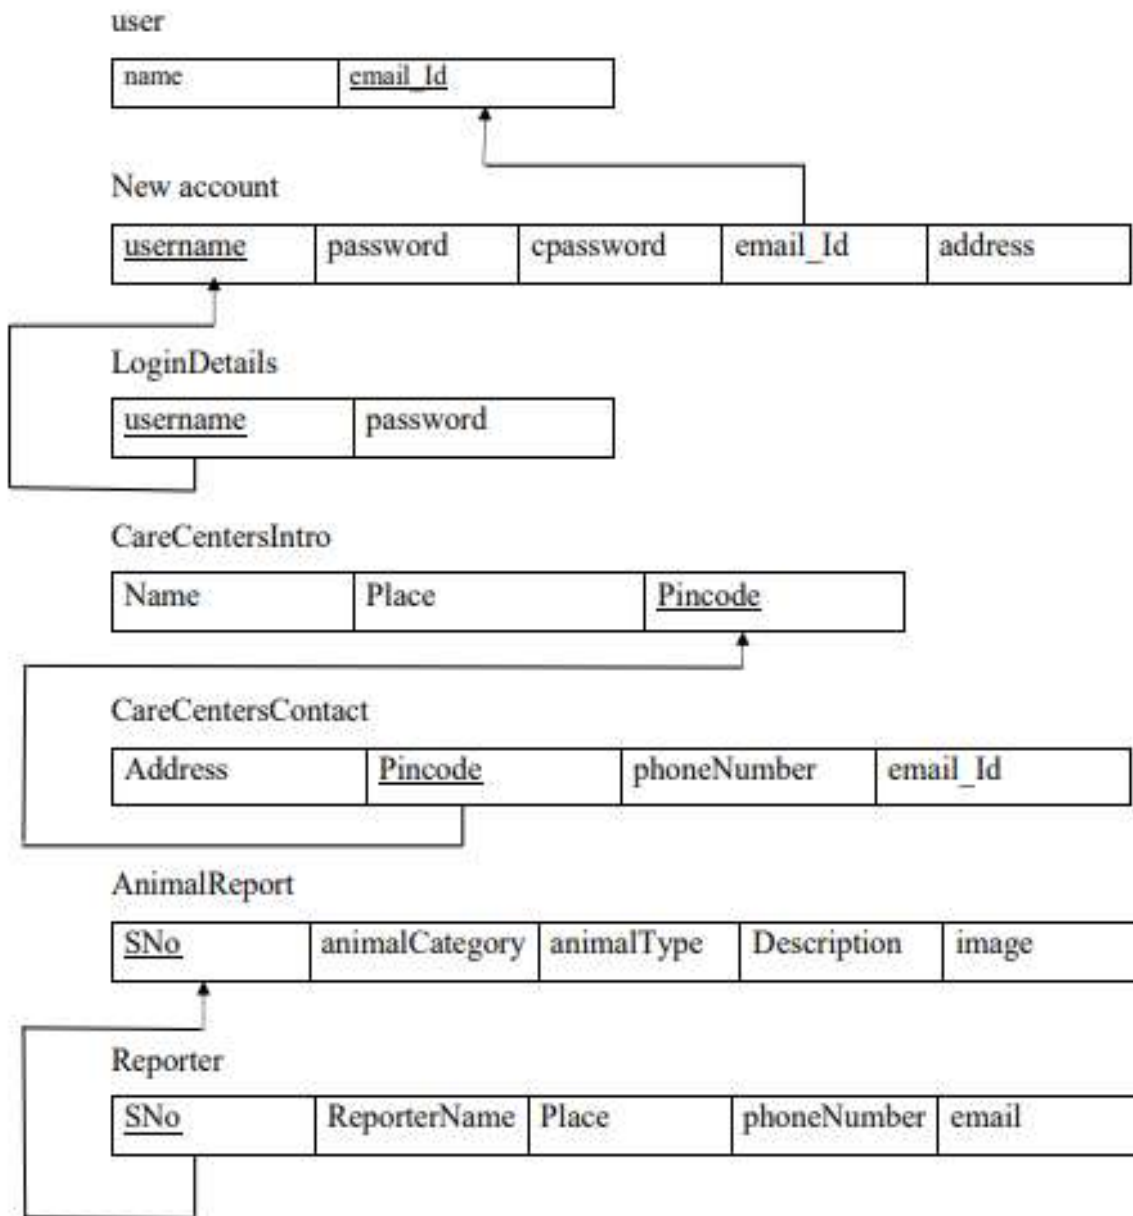 user
name email_Id
New account
username password cpassword email_Id address
LoginDetails
username password
CareCentersIntro
Name Place Pincode
CareCentersContact
Address Pincode phoneNumber email_Id
AnimalReport
SNo animalCategory animalType Description image
Reporter
SNo ReporterName Place phoneNumber email